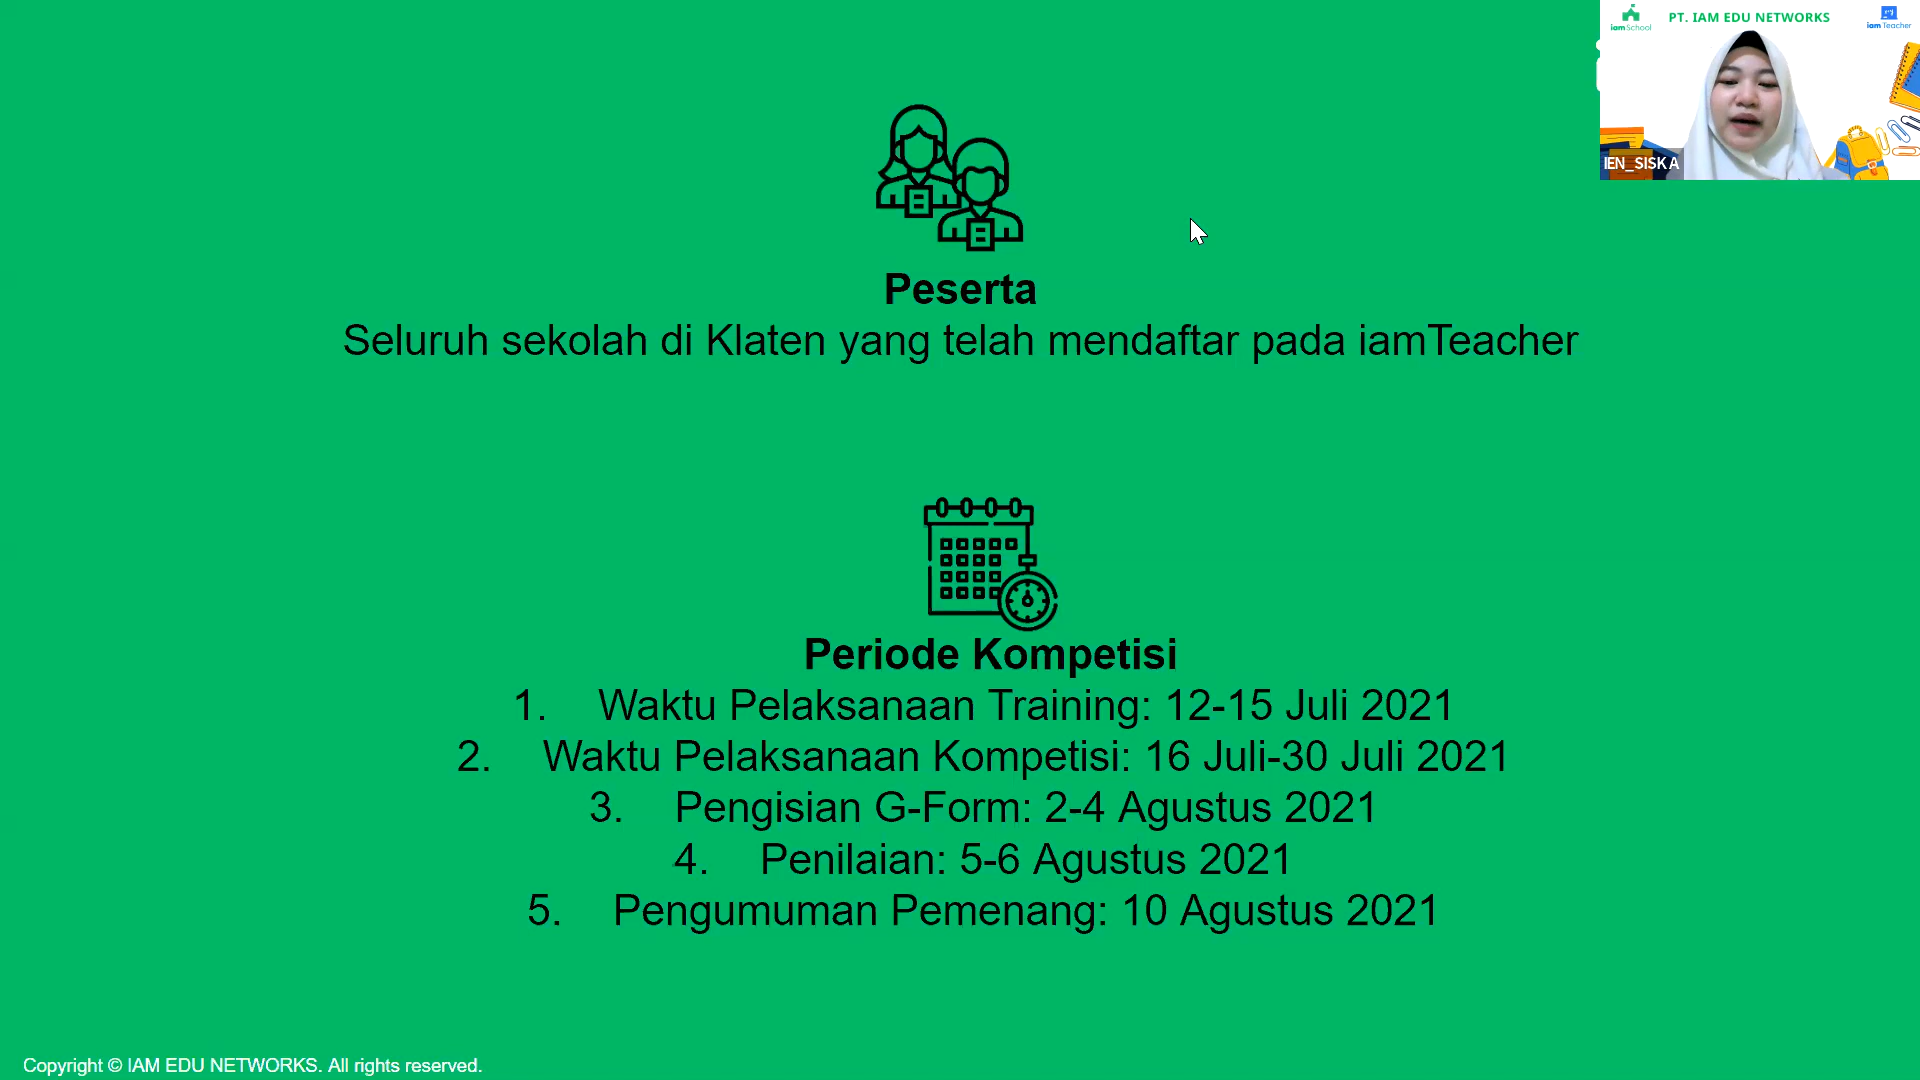 iamSchool
PT. IAM EDU NETWORKS
iam Teacher
IEN_SISKA
Peserta
Seluruh sekolah di Klaten yang telah mendaftar pada iamTeacher
Periode Kompetisi
1. Waktu Pelaksanaan Training: 12-15 Juli 2021
2. Waktu Pelaksanaan Kompetisi: 16 Juli-30 Juli 2021
3. Pengisian G-Form: 2-4 Agustus 2021
4. Penilaian: 5-6 Agustus 2021
5. Pengumuman Pemenang: 10 Agustus 2021
Copyright © IAM EDU NETWORKS. All rights reserved.